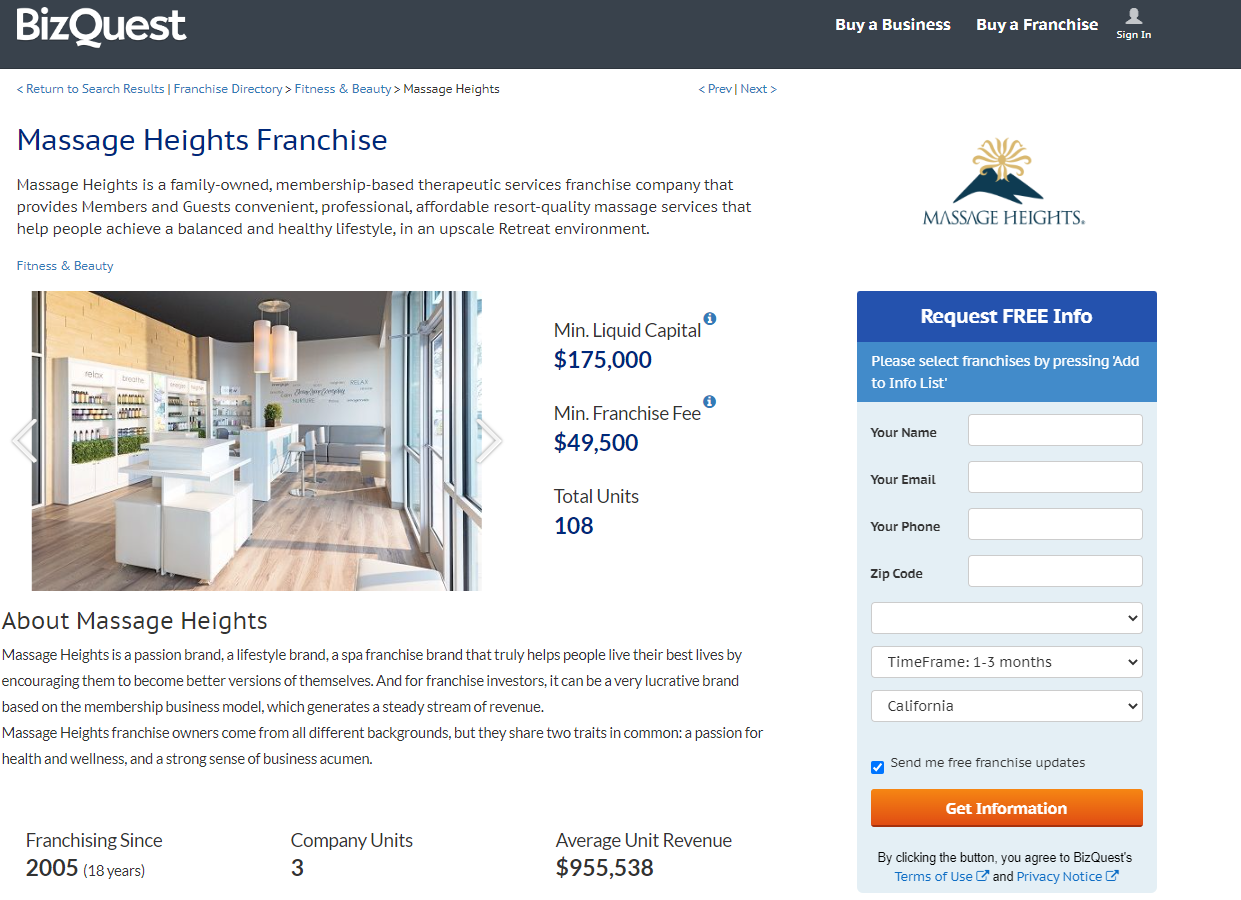 BizQuest
Buy a Business
Buy a Franchise
Sign In
< Return to Search Results | Franchise Directory > Fitness & Beauty > Massage Heights
< Prev | Next >
Massage Heights Franchise
Massage Heights is a family-owned, membership-based therapeutic services franchise company that
provides Members and Guests convenient, professional, affordable resort-quality massage services that
help people achieve a balanced and healthy lifestyle, in an upscale Retreat environment.
Fitness & Beauty
MASSAGE HEIGHTS.
relax
breathe
RELAX
NURTURE
Min. Liquid Capital
$175,000
Min. Franchise Fee
$49,500
Total Units
108
Request FREE Info
Please select franchises by pressing 'Add
to Info List'
Your Name
Your Email
Your Phone
Zip Code
TimeFrame: 1-3 months
California
Send me free franchise updates
Get Information
By clicking the button, you agree to BizQuest's
Terms of Use and Privacy Notice
About Massage Heights
Massage Heights is a passion brand, a lifestyle brand, a spa franchise brand that truly helps people live their best lives by
encouraging them to become better versions of themselves. And for franchise investors, it can be a very lucrative brand
based on the membership business model, which generates a steady stream of revenue.
Massage Heights franchise owners come from all different backgrounds, but they share two traits in common: a passion for
health and wellness, and a strong sense of business acumen.
Franchising Since
2005 (18 years)
Company Units
3
Average Unit Revenue
$955,538